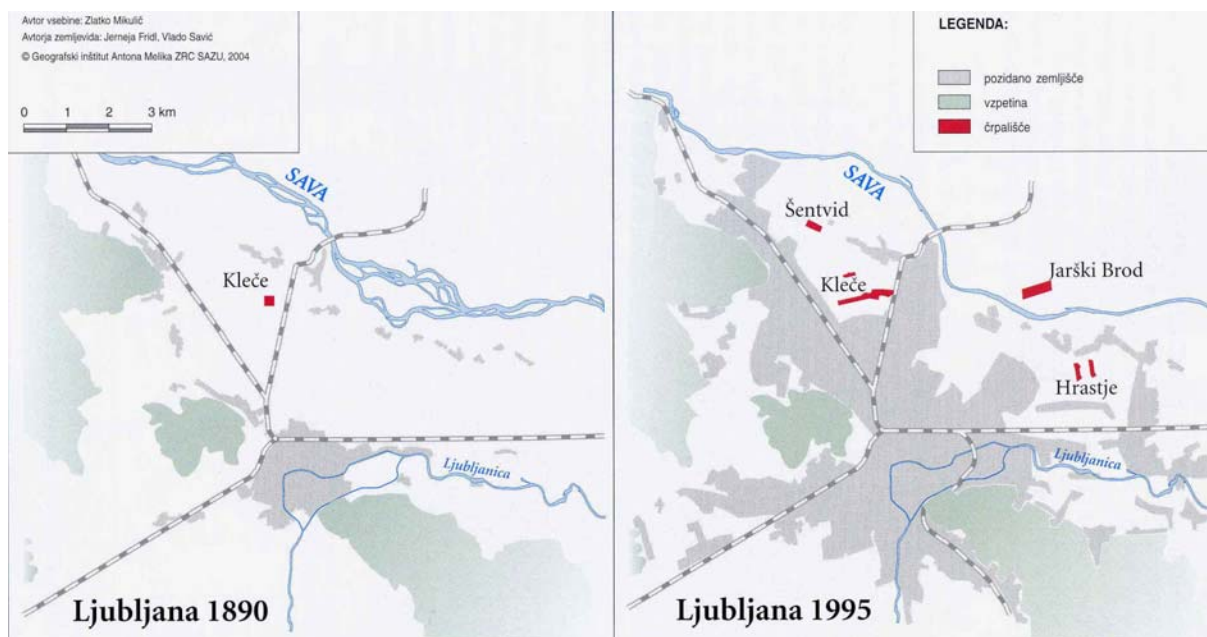 Avtor vsebine: Zlatko Mikulić
Avtorja zemljevida: Jerneja Fridl, Vlado Savić
© Geografski inštitut Antona Melika ZRC SAZU, 2004
0 1 2 3 km
SAVA
Kleče
Ljubljanica
Ljubljana 1890
LEGENDA:
pozidano zemljišče
vzpetina
črpališče
SAVA
Šentvid
Kleče
Jarški Brod
Hrastje
Ljubljanica
Ljubljana 1995